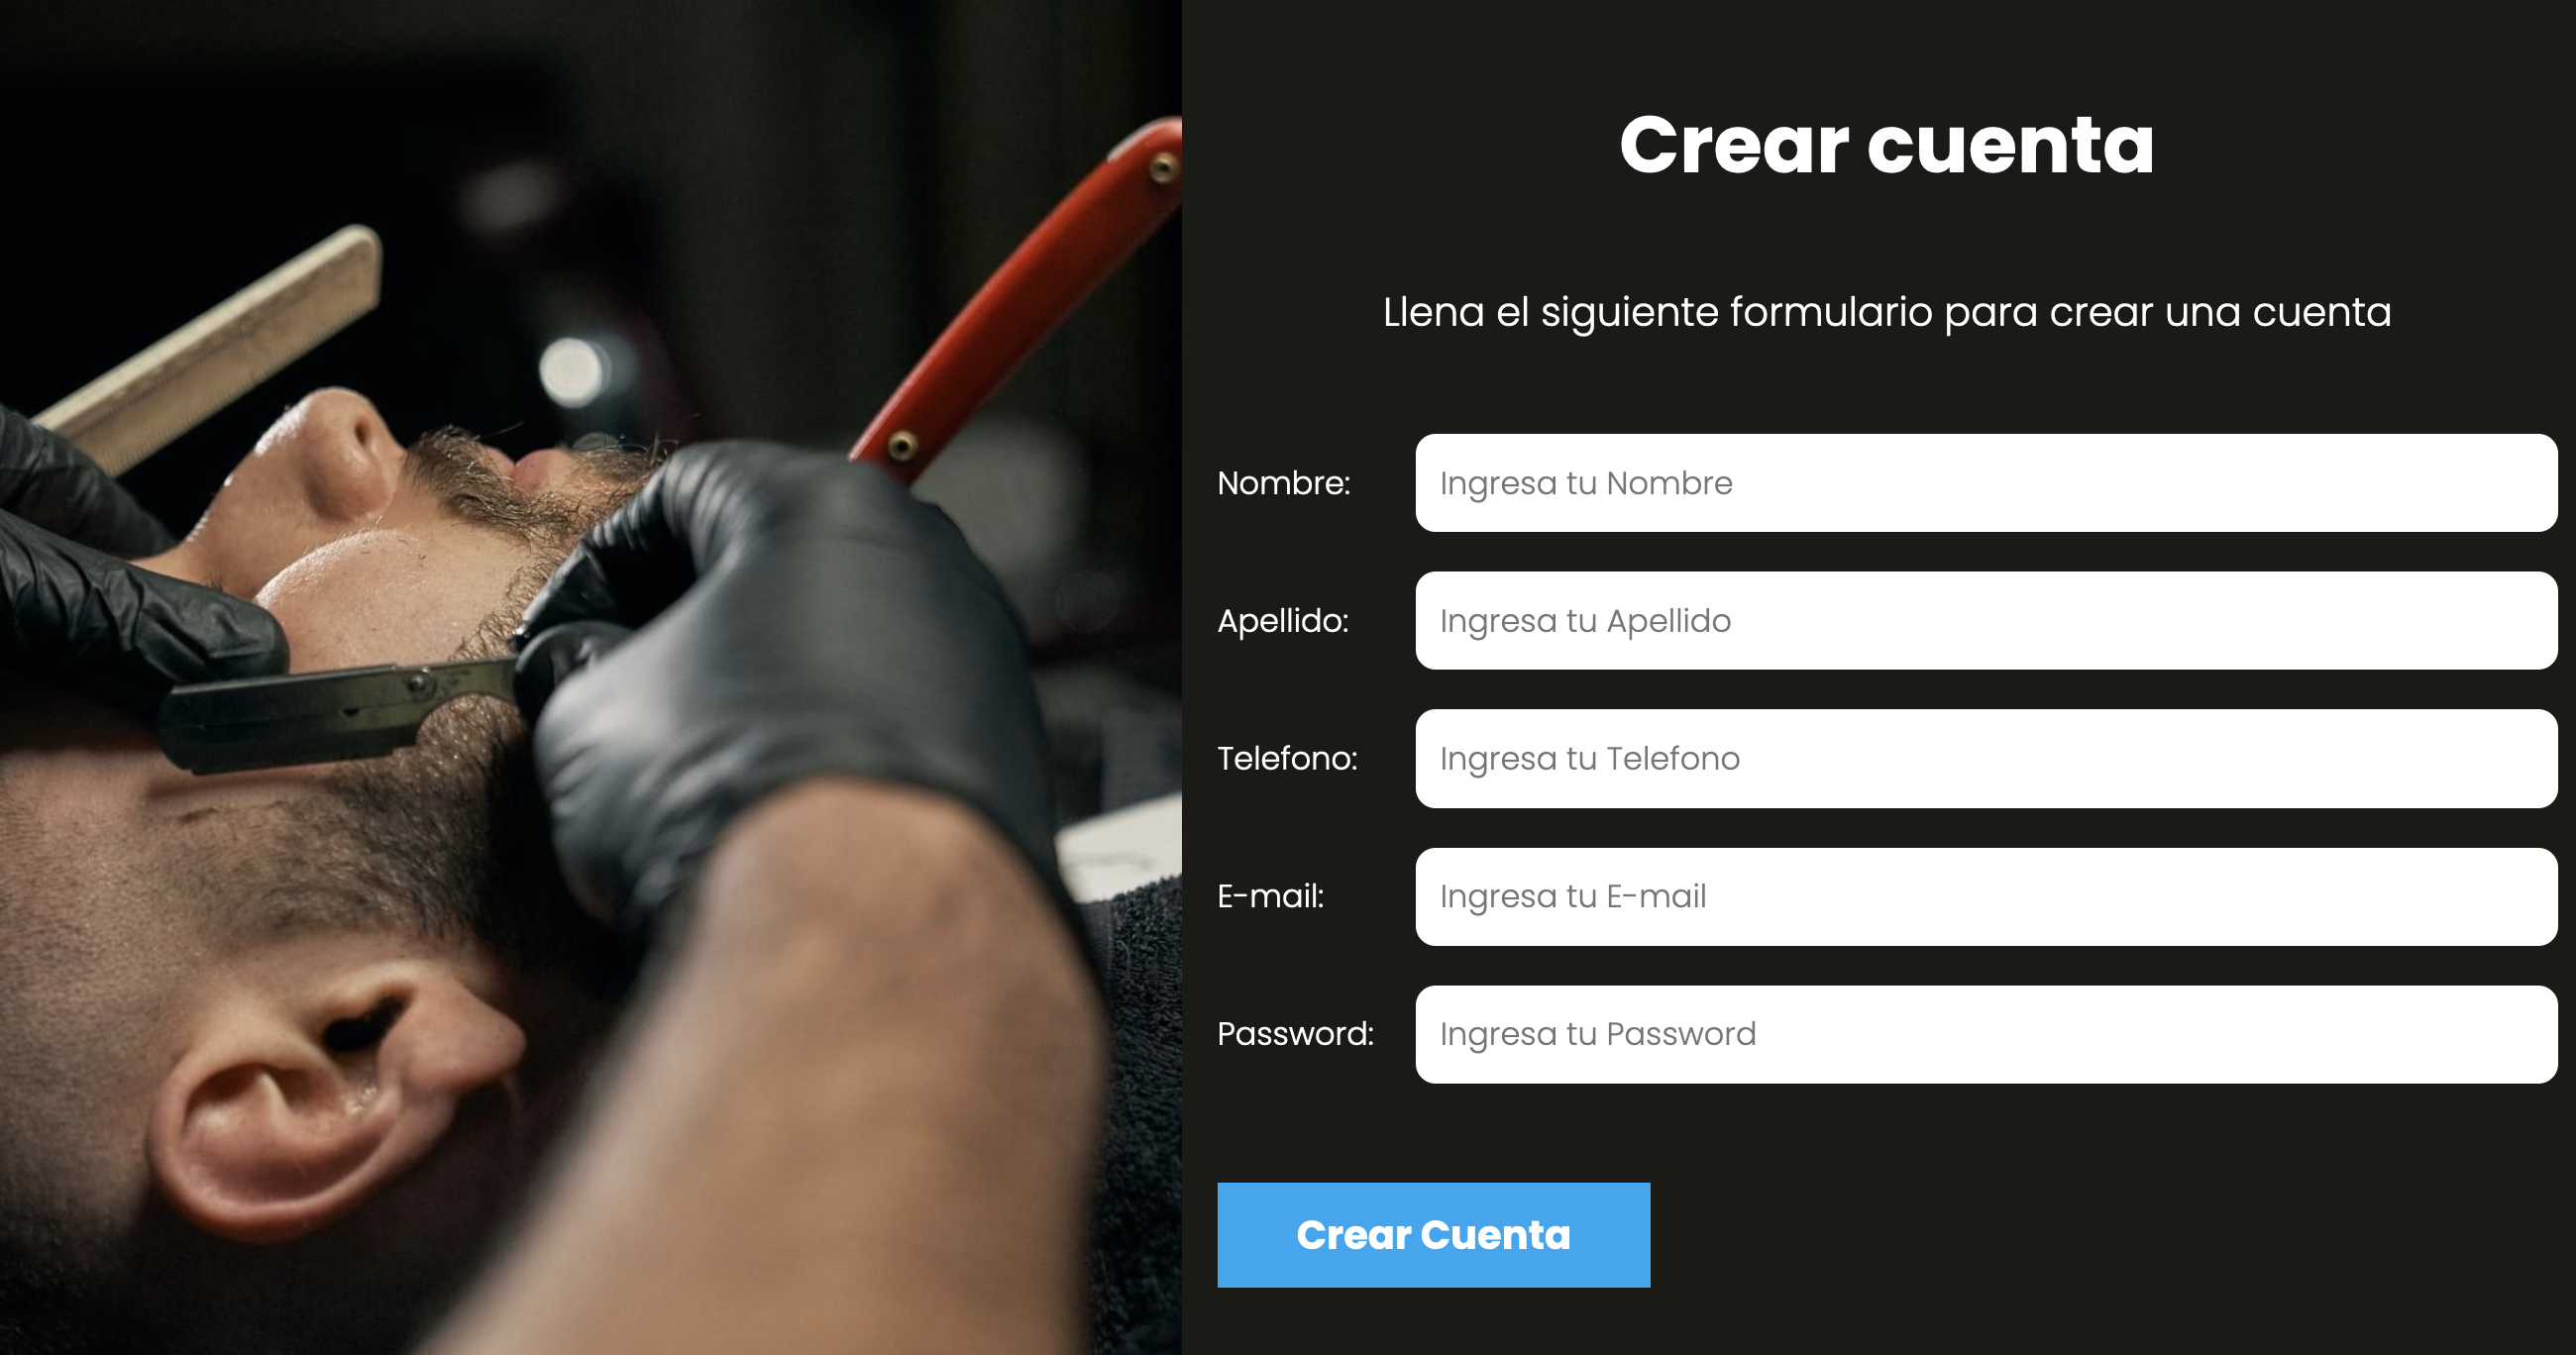 Crear cuenta
Llena el siguiente formulario para crear una cuenta
Nombre: Ingresa tu Nombre
Apellido: Ingresa tu Apellido
Telefono: Ingresa tu Telefono
E-mail: Ingresa tu E-mail
Password: Ingresa tu Password
Crear Cuenta